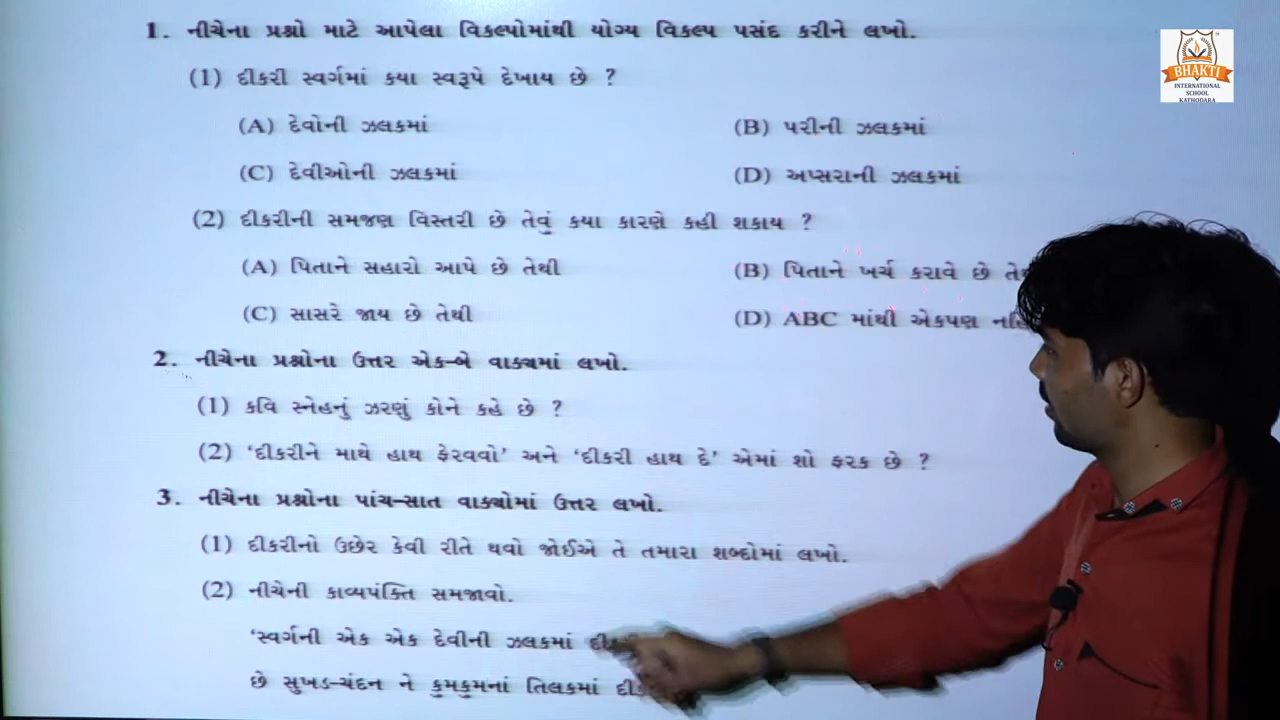 1. નીચેના પ્રશ્નો માટે આપેલા વિકલ્પોમાંથી યોગ્ય વિકલ્પ પસંદ કરીને લખો.
(1) દીકરી સ્વર્ગમાં કયા સ્વરૂપે દેખાય છે ?
(A) દેવોની ઝલકમાં (B) પરીની ઝલકમાં
(C) દેવીઓની ઝલકમાં (D) અપ્સરાની ઝલકમાં
(2) દીકરીની સમજણ વિસ્તરી છે તેવું કયા કારણે કહી શકાય ?
(A) પિતાને સહારો આપે છે તેથી (B) પિતાને ખર્ચ કરાવે છે
(C) સાસરે જાય છે તેથી (D) ABC માંથી એકપણ
2. નીચેના પ્રશ્નોના ઉત્તર એક-બે વાક્યમાં લખો.
(1) કવિ સ્નેહનું ઝરણું કોને કહે છે ?
(2) ‘દીકરીને માથે હાથ ફેરવવો’ અને ‘દીકરી હાથ દે’ એમાં શો ફરક છે ?
3. નીચેના પ્રશ્નોના પાંચ-સાત વાક્યોમાં ઉત્તર લખો.
(1) દીકરીનો ઉછેર કેવી રીતે થવો જોઈએ તે તમારા શબ્દોમાં લખો.
(2) નીચેની કાવ્યપંક્તિ સમજાવો.
‘સ્વર્ગની એક એક દેવીની ઝલકમાં
છે સુખડ-ચંદન ને કુમકુમનાં તિલકમાં
BHAKTI
INTERNATIONAL
SCHOOL
KATHODARA